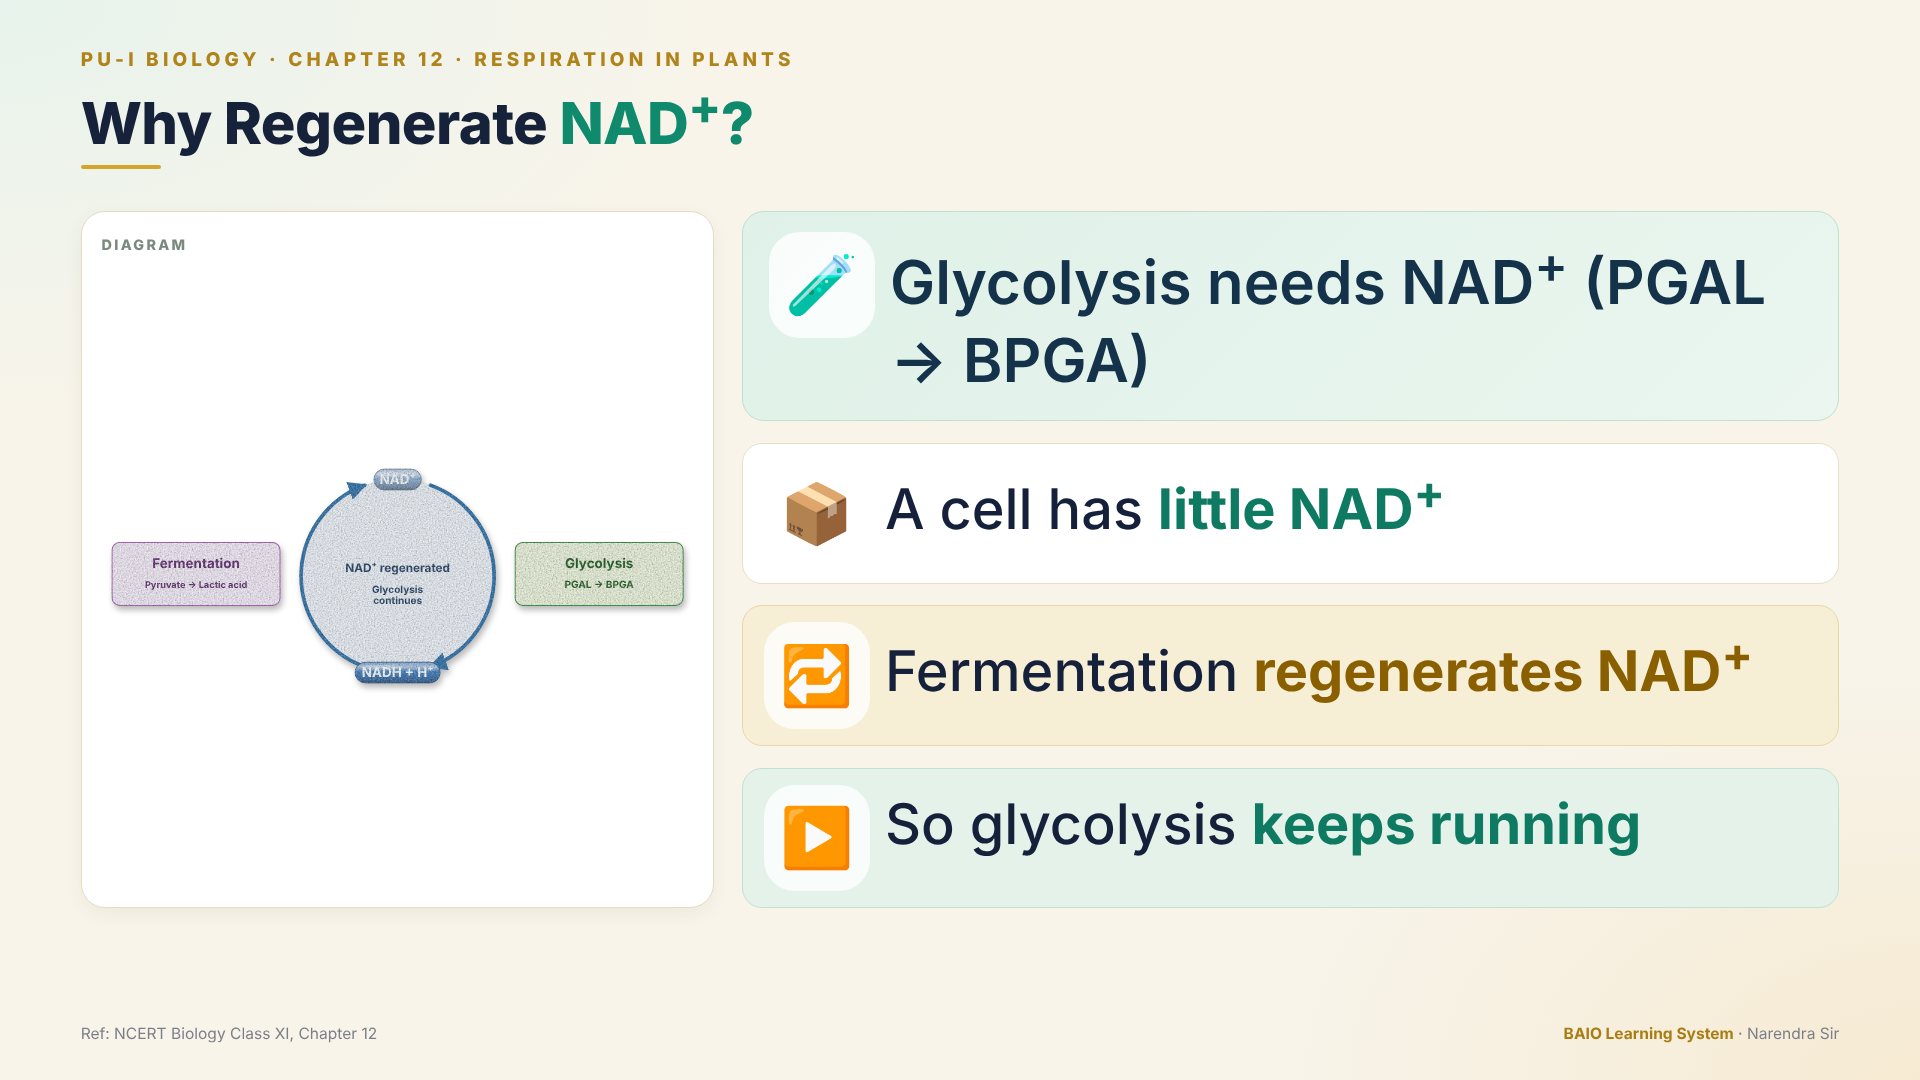 PU-I BIOLOGY · CHAPTER 12 · RESPIRATION IN PLANTS
Why Regenerate NAD⁺?
DIAGRAM
NAD⁺
Fermentation
Pyruvate → Lactic acid
NAD⁺ regenerated
Glycolysis
continues
Glycolysis
PGAL → BPGA
NADH + H⁺
Glycolysis needs NAD⁺ (PGAL
→ BPGA)
A cell has little NAD⁺
Fermentation regenerates NAD⁺
So glycolysis keeps running
Ref: NCERT Biology Class XI, Chapter 12
BAIO Learning System · Narendra Sir